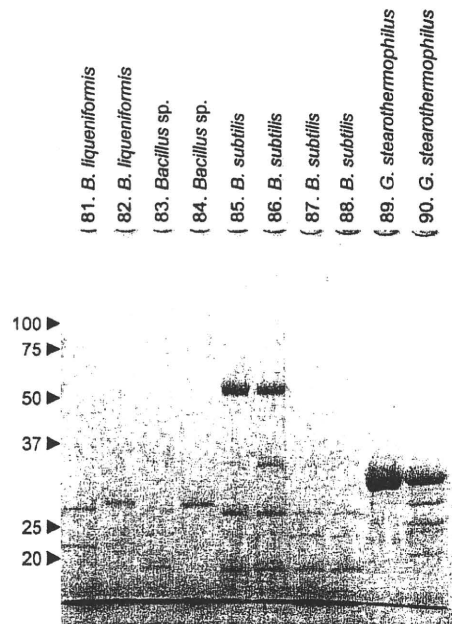 81. B. liqueniformis
82. B. liqueniformis
83. Bacillus sp.
84. Bacillus sp.
85. B. subtilis
86. B. subtilis
87. B. subtilis
88. B. subtilis
89. G. stearothermophilus
90. G. stearothermophilus
100
75
50
37
25
20